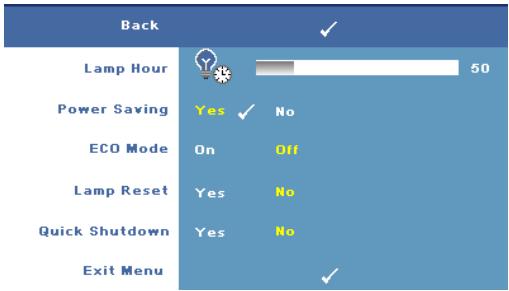 Back
Lamp Hour 50
Power Saving Yes No
ECO Mode On Off
Lamp Reset Yes No
Quick Shutdown Yes No
Exit Menu